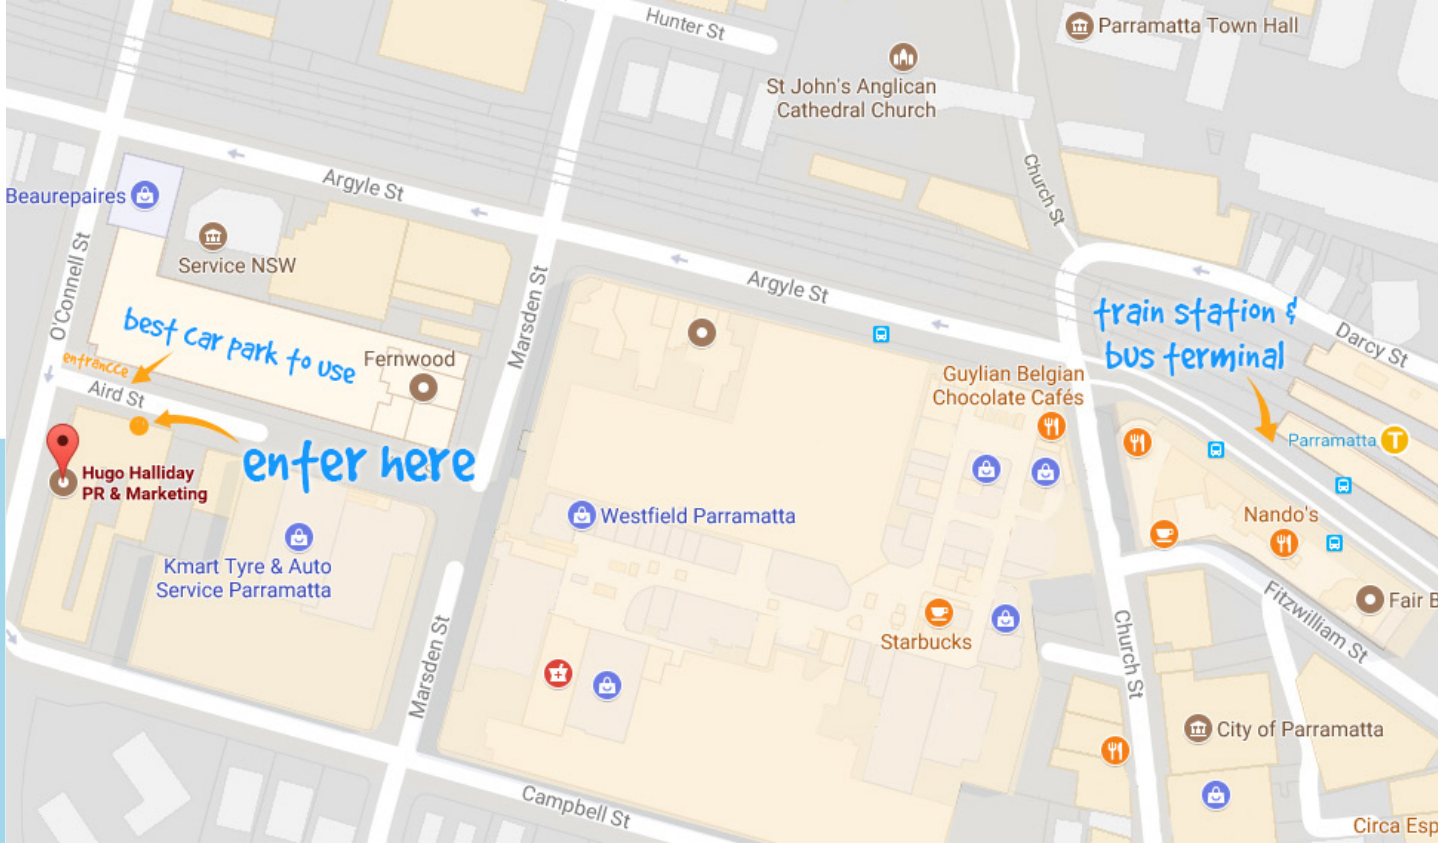 Hunter St
Parramatta Town Hall
St John's Anglican
Cathedral Church
Argyle St
Church St
Beaurepaires
Service NSW
O'Connell St
Marsden St
Argyle St
train station &
bus terminal
Darcy St
best car park to use
entrancce
Fernwood
Aird St
Guylian Belgian
Chocolate Cafés
Parramatta
T
enter here
Hugo Halliday
PR & Marketing
Westfield Parramatta
Nando's
Kmart Tyre & Auto
Service Parramatta
Starbucks
Fitzwilliam St
Fair B
Marsden St
Church St
City of Parramatta
Campbell St
Circa Esp